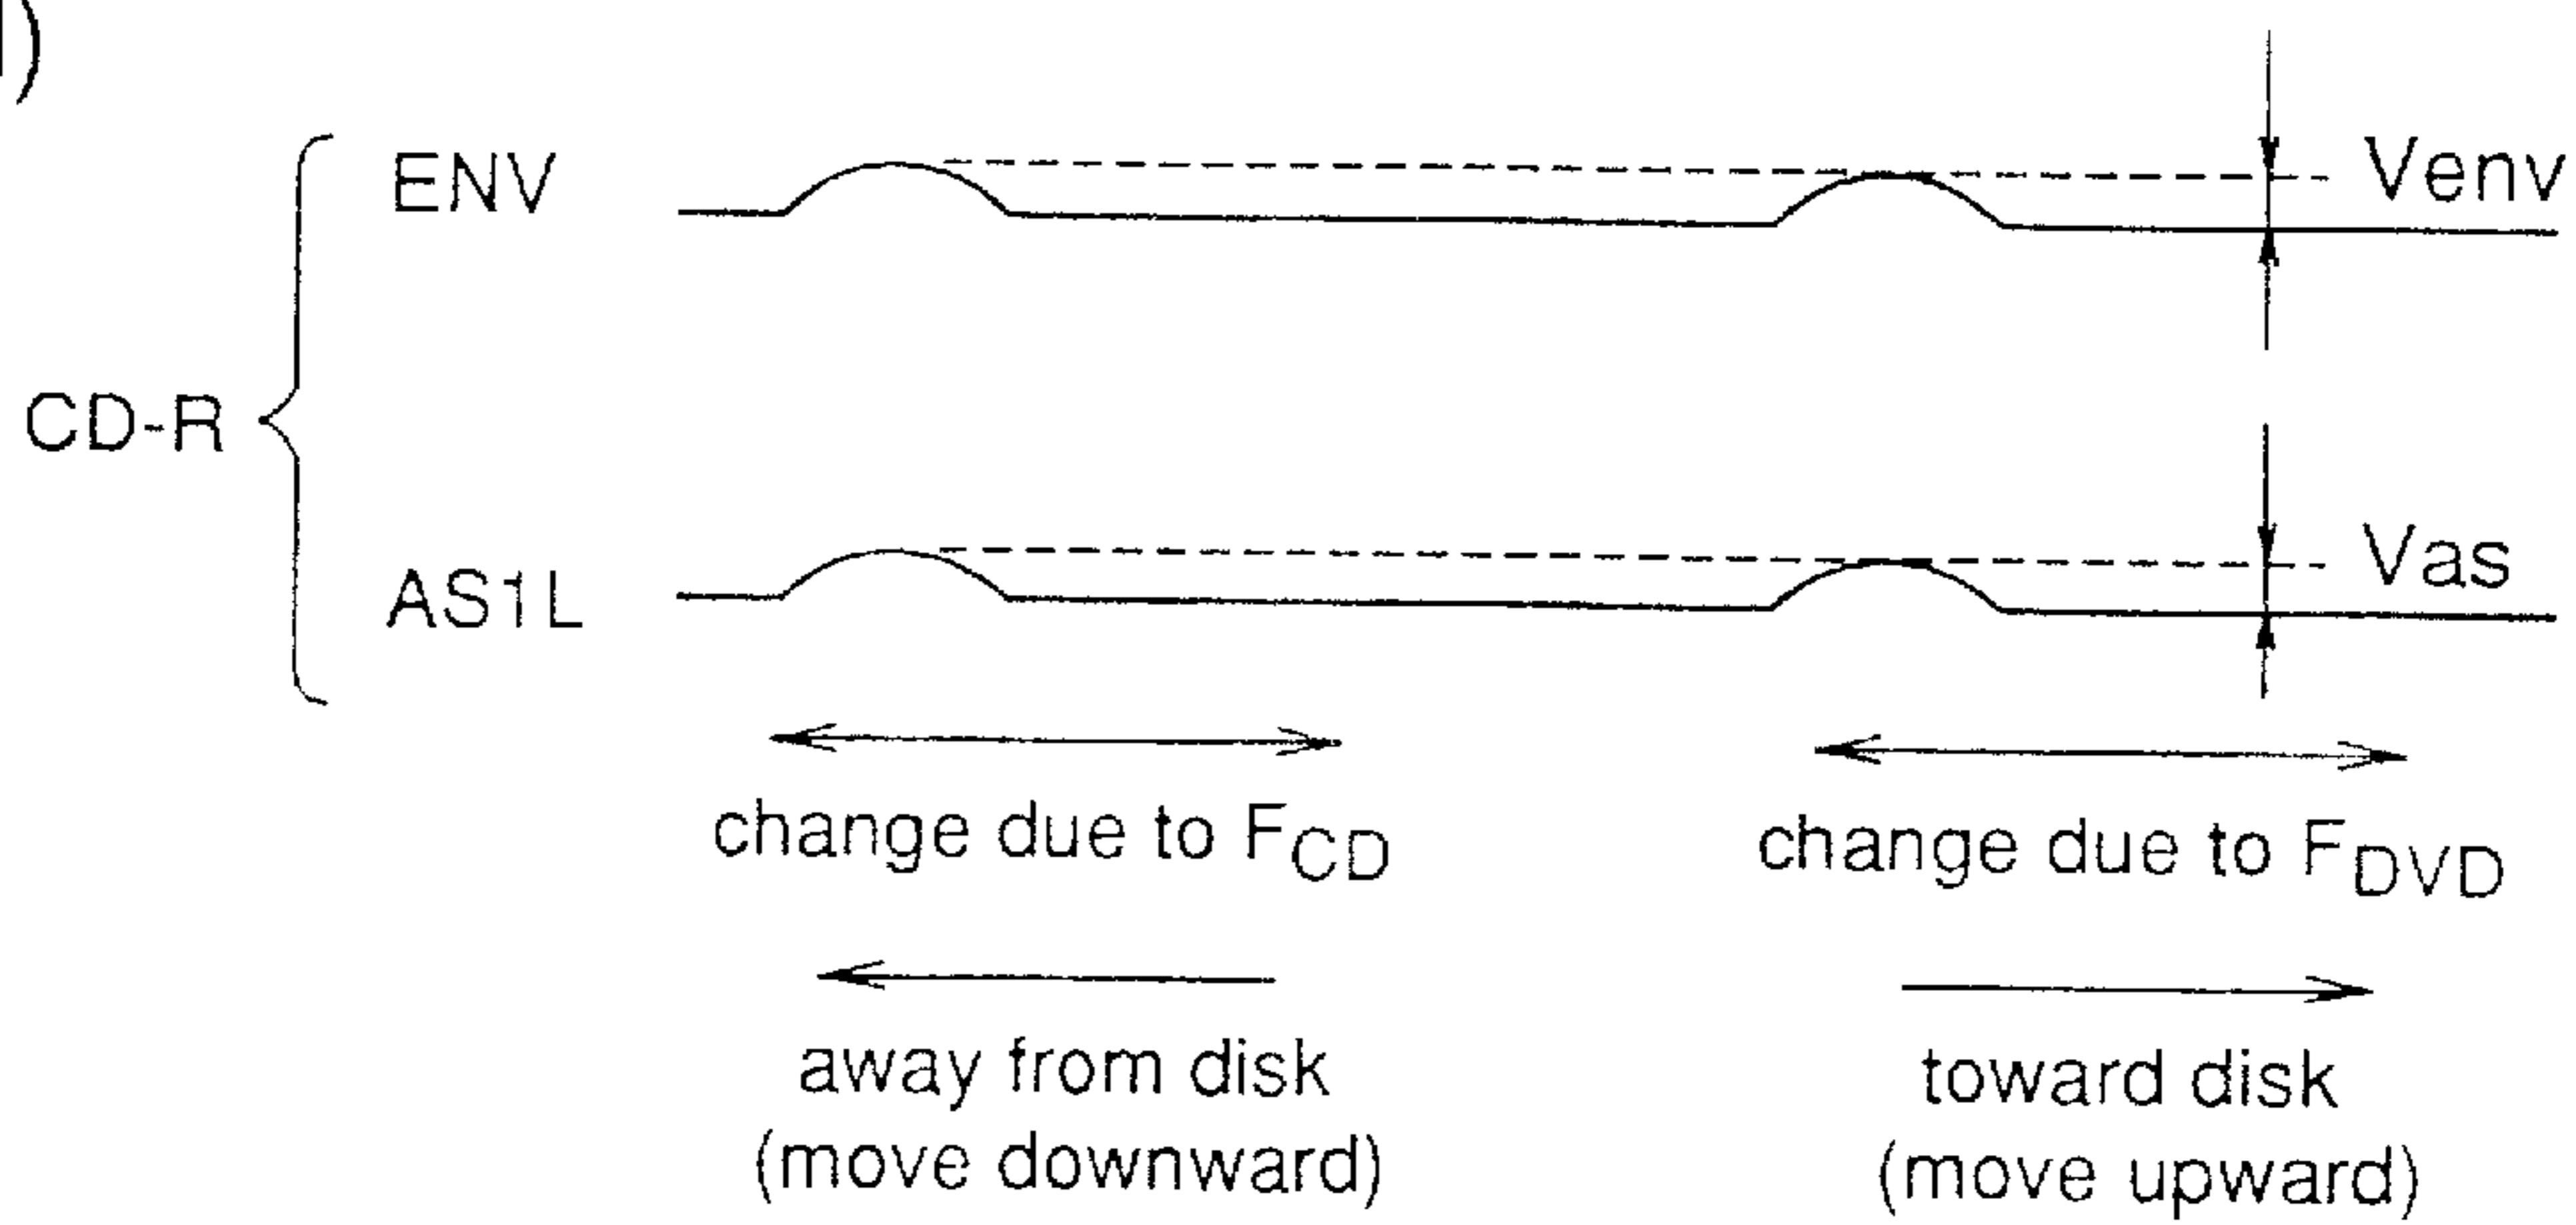 ENV
Venv
CD-R
AS1L
Vas
change due to FCD
change due to FDVD
away from disk
(move downward)
toward disk
(move upward)